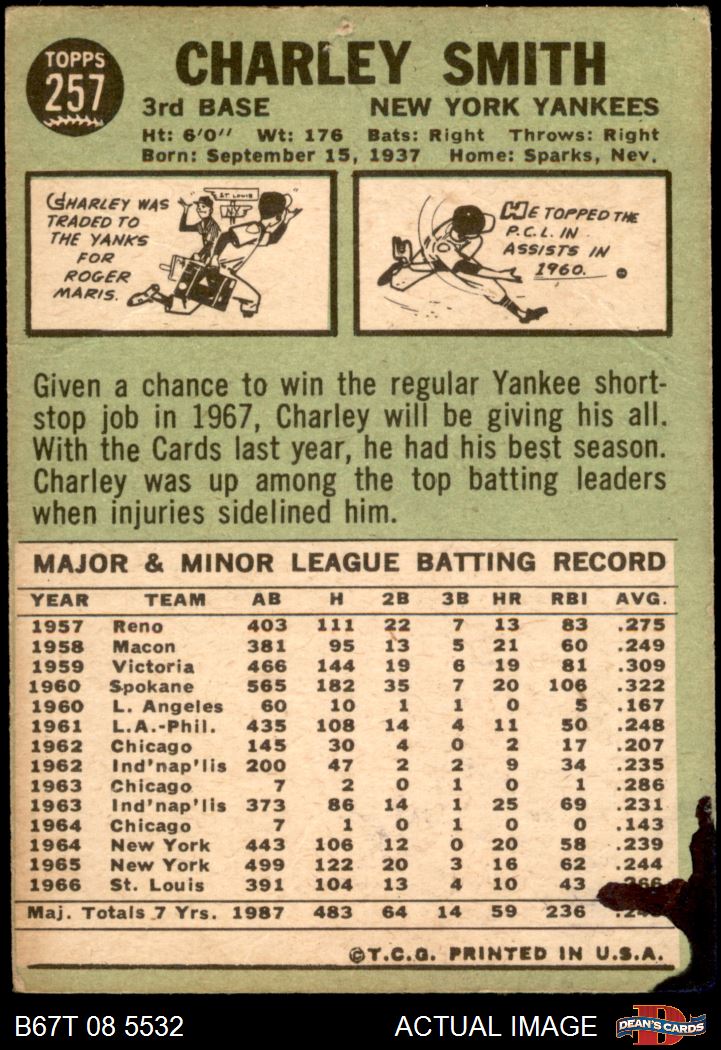 TOPPS
257
CHARLEY SMITH
3rd BASE NEW YORK YANKEES
Ht: 6'0" Wt: 176 Bats: Right Throws: Right
Born: September 15, 1937 Home: Sparks, Nev.
CHARLEY WAS
TRADED TO
THE YANKS
FOR
ROGER
MARIS.
ST LOUIS
NY
HE TOPPED THE
P.C.L. IN
ASSISTS IN
1960.
Given a chance to win the regular Yankee short-
stop job in 1967, Charley will be giving his all.
With the Cards last year, he had his best season.
Charley was up among the top batting leaders
when injuries sidelined him.
MAJOR & MINOR LEAGUE BATTING RECORD
YEAR TEAM AB H 2B 3B HR RBI AVG.
1957 Reno 403 111 22 7 13 83 .275
1958 Macon 381 95 13 5 21 60 .249
1959 Victoria 466 144 19 6 19 81 .309
1960 Spokane 565 182 35 7 20 106 .322
1960 L. Angeles 60 10 1 1 0 5 .167
1961 L.A.-Phil. 435 108 14 4 11 50 .248
1962 Chicago 145 30 4 0 2 17 .207
1962 Ind'nap'lis 200 47 2 2 9 34 .235
1963 Chicago 7 2 0 1 0 1 .286
1963 Ind'nap'lis 373 86 14 1 25 69 .231
1964 Chicago 7 1 0 1 0 0 .143
1964 New York 443 106 12 0 20 58 .239
1965 New York 499 122 20 3 16 62 .244
1966 St. Louis 391 104 13 4 10 43 .266
Maj. Totals 7 Yrs. 1987 483 64 14 59 236
©T.C.G. PRINTED IN U.S.A.
B67T 08 5532 ACTUAL IMAGE
D
DEAN'S CARDS